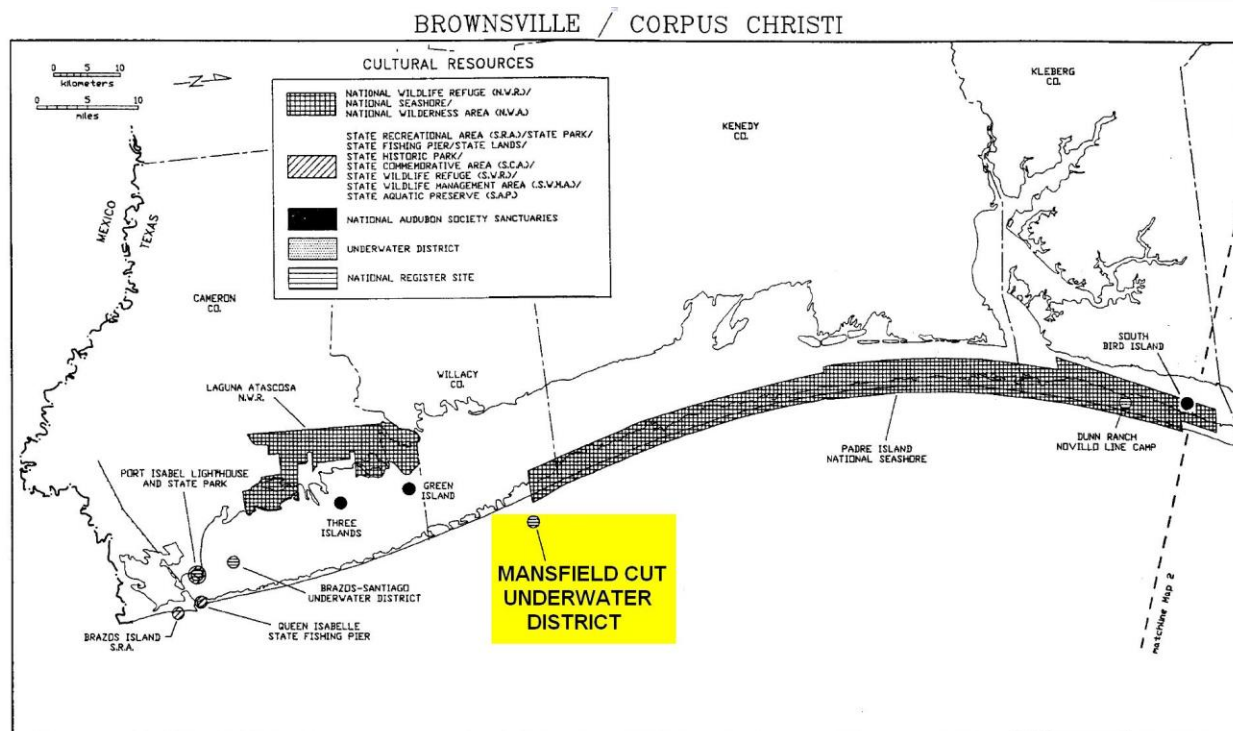 BROWNSVILLE / CORPUS CHRISTI
0 5 10
kilometers
0 5 10
miles
N
CULTURAL RESOURCES
NATIONAL WILDLIFE REFUGE (N.W.R.)/
NATIONAL SEASHORE/
NATIONAL WILDERNESS AREA (N.W.A.)
STATE RECREATIONAL AREA (S.R.A.)/STATE PARK/
STATE FISHING PIER/STATE LANDS/
STATE HISTORIC PARK/
STATE COMMEMORATIVE AREA (S.C.A.)/
STATE WILDLIFE REFUGE (S.W.R.)/
STATE WILDLIFE MANAGEMENT AREA (.S.W.M.A.)/
STATE AQUATIC PRESERVE (S.A.P.)
NATIONAL AUDUBON SOCIETY SANCTUARIES
UNDERWATER DISTRICT
NATIONAL REGISTER SITE
KLEBERG
CO.
KENEDY
CO.
MEXICO
TEXAS
CAMERON
CO.
WILLACY
CO.
SOUTH
BIRD ISLAND
LAGUNA ATASCOSA
N.W.R.
PADRE ISLAND
NATIONAL SEASHORE
DUNN RANCH
NOVILLO LINE CAMP
PORT ISABEL LIGHTHOUSE
AND STATE PARK
GREEN
ISLAND
THREE
ISLANDS
MANSFIELD CUT
UNDERWATER
DISTRICT
BRAZOS-SANTIAGO
UNDERWATER DISTRICT
QUEEN ISABELLE
STATE FISHING PIER
BRAZOS ISLAND
S.R.A.
matchline Map 2